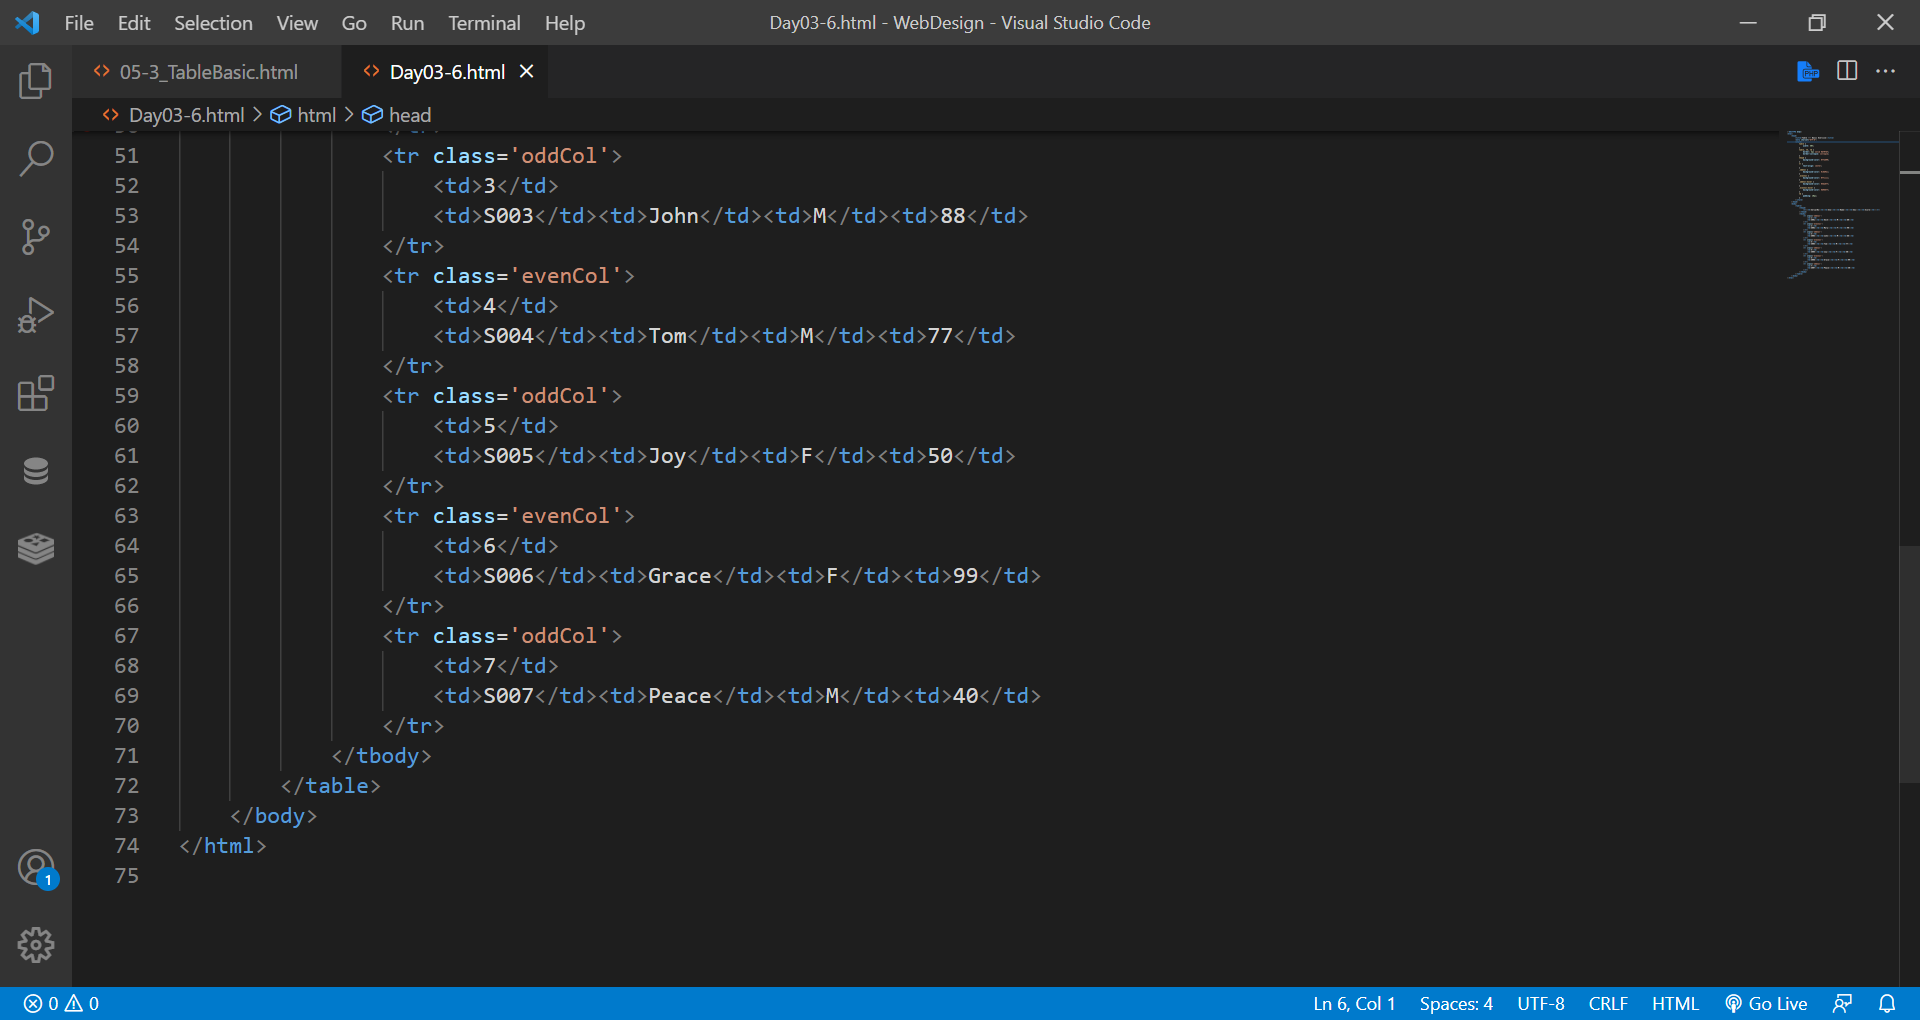 File Edit Selection View Go Run Terminal Help Day03-6.html - WebDesign - Visual Studio Code
05-3_TableBasic.html Day03-6.html
Day03-6.html > html > head
51 <tr class='oddCol'>
52 <td>3</td>
53 <td>S003</td><td>John</td><td>M</td><td>88</td>
54 </tr>
55 <tr class='evenCol'>
56 <td>4</td>
57 <td>S004</td><td>Tom</td><td>M</td><td>77</td>
58 </tr>
59 <tr class='oddCol'>
60 <td>5</td>
61 <td>S005</td><td>Joy</td><td>F</td><td>50</td>
62 </tr>
63 <tr class='evenCol'>
64 <td>6</td>
65 <td>S006</td><td>Grace</td><td>F</td><td>99</td>
66 </tr>
67 <tr class='oddCol'>
68 <td>7</td>
69 <td>S007</td><td>Peace</td><td>M</td><td>40</td>
70 </tr>
71 </tbody>
72 </table>
73 </body>
74 </html>
75
1
0 0 Ln 6, Col 1 Spaces: 4 UTF-8 CRLF HTML Go Live